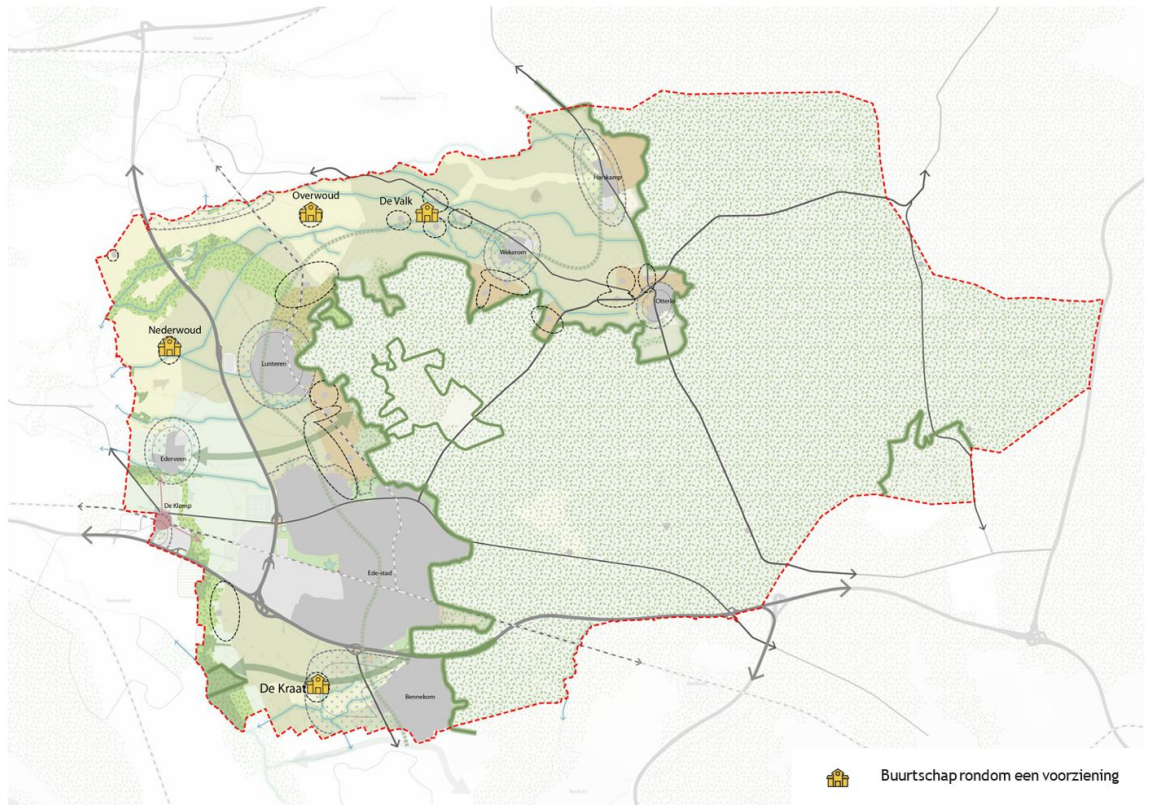 Harskamp
Overwoud
De Valk
Wekerom
Otterlo
Nederwoud
Lunteren
Ederveen
De Klomp
Ede-stad
De Kraat
Bennekom
Buurtschap rondom een voorziening